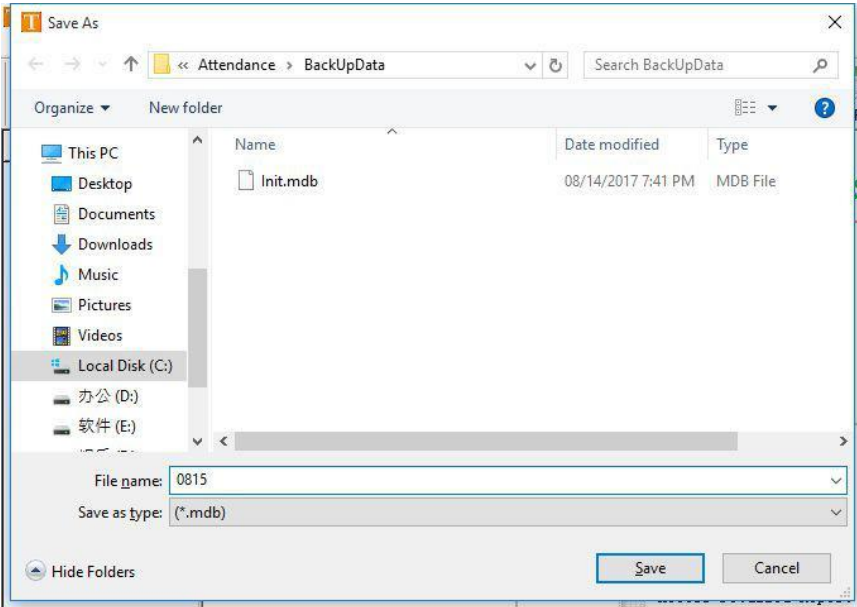 T Save As
« Attendance › BackUpData
Search BackUpData
Organize
New folder
?
Name
Date modified
Type
This PC
Desktop
Documents
Downloads
Music
Pictures
Videos
Local Disk (C:)
办公 (D:)
软件 (E:)
Init.mdb
08/14/2017 7:41 PM
MDB File
File name: 0815
Save as type: (*.mdb)
Hide Folders
Save
Cancel